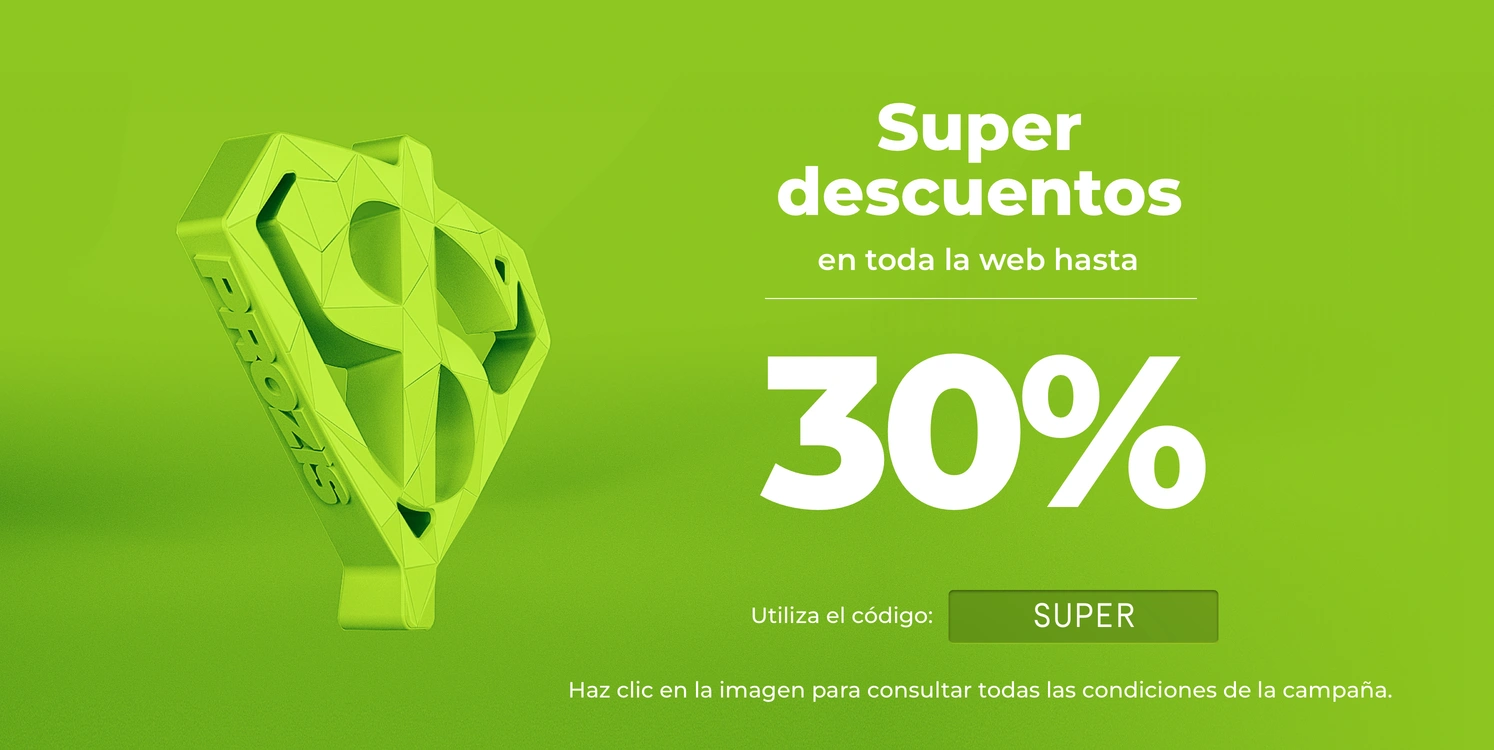 PROZIS
Super
descuentos
en toda la web hasta
30%
Utiliza el código: SUPER
Haz clic en la imagen para consultar todas las condiciones de la campaña.